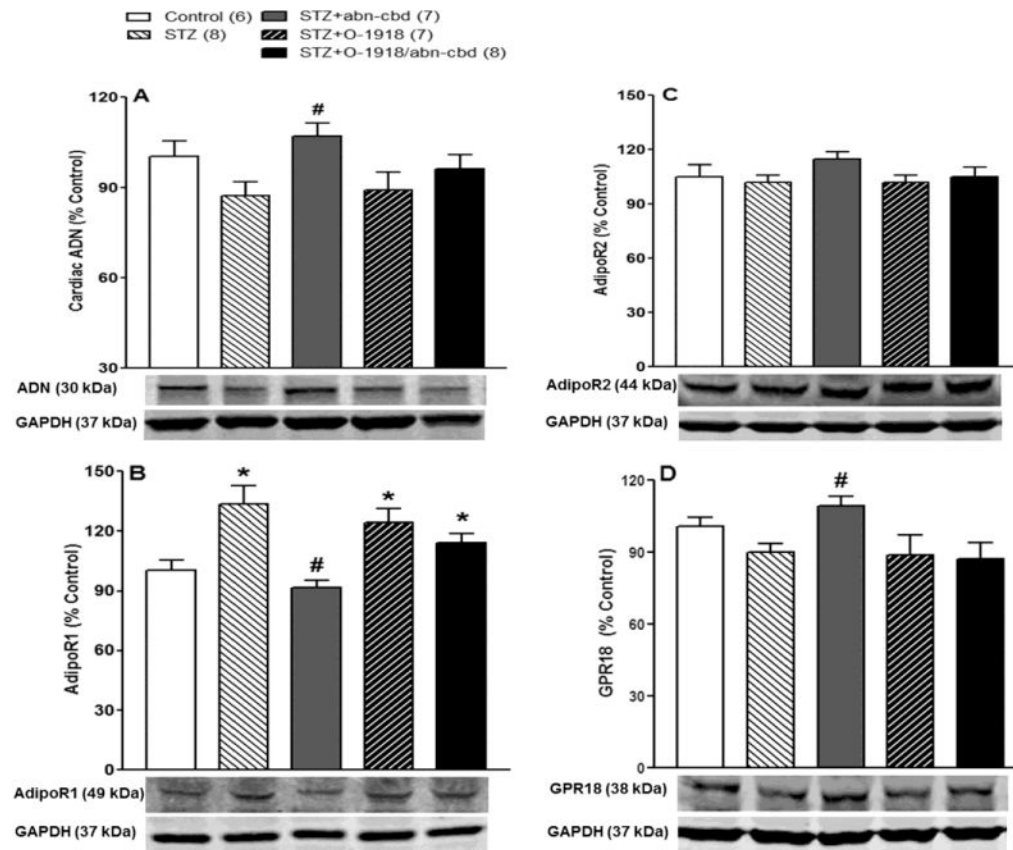 Control (6)
STZ (8)
STZ+abn-cbd (7)
STZ+O-1918 (7)
STZ+O-1918/abn-cbd (8)
A
Cardiac ADN (% Control)
120
90
60
30
#
ADN (30 kDa)
GAPDH (37 kDa)
C
AdipoR2 (% Control)
150
120
90
60
30
0
AdipoR2 (44 kDa)
GAPDH (37 kDa)
B
AdipoR1 (% Control)
150
120
90
60
30
0
*
#
*
*
AdipoR1 (49 kDa)
GAPDH (37 kDa)
D
GPR18 (% Control)
120
90
60
30
0
#
GPR18 (38 kDa)
GAPDH (37 kDa)